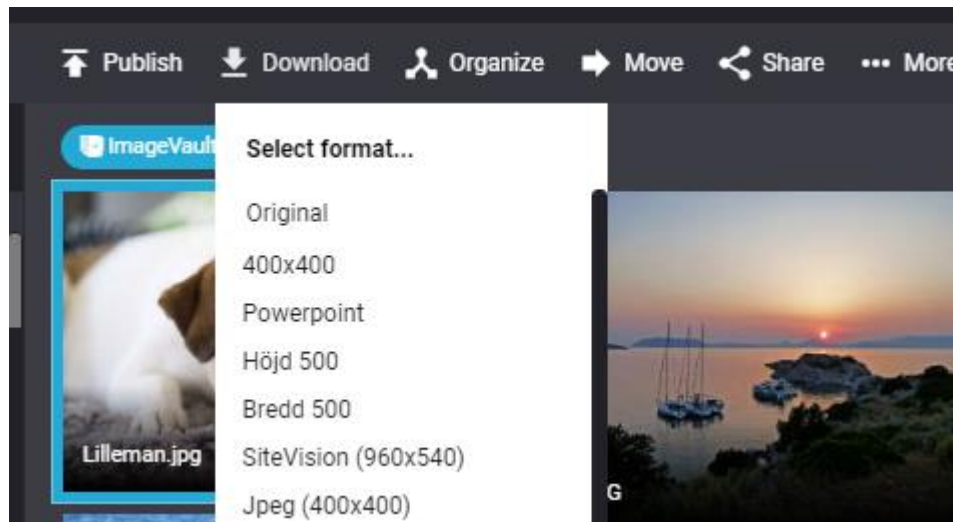 Publish Download Organize Move Share More
ImageVault
Select format...
Original
400x400
Powerpoint
Höjd 500
Bredd 500
SiteVision (960x540)
Lilleman.jpg
Jpeg (400x400)
G